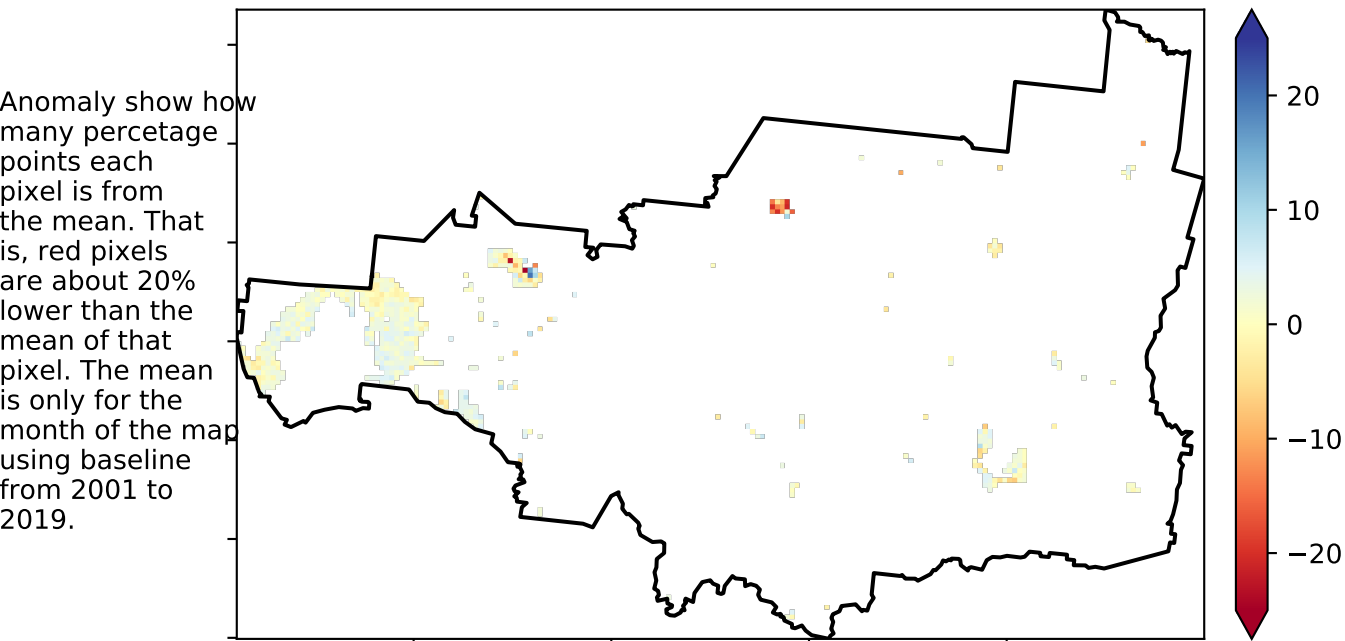 Anomaly show how
many percetage
points each
pixel is from
the mean. That
is, red pixels
are about 20%
lower than the
mean of that
pixel. The mean
is only for the
month of the map
using baseline
from 2001 to
2019.
20
10
0
−10
−20